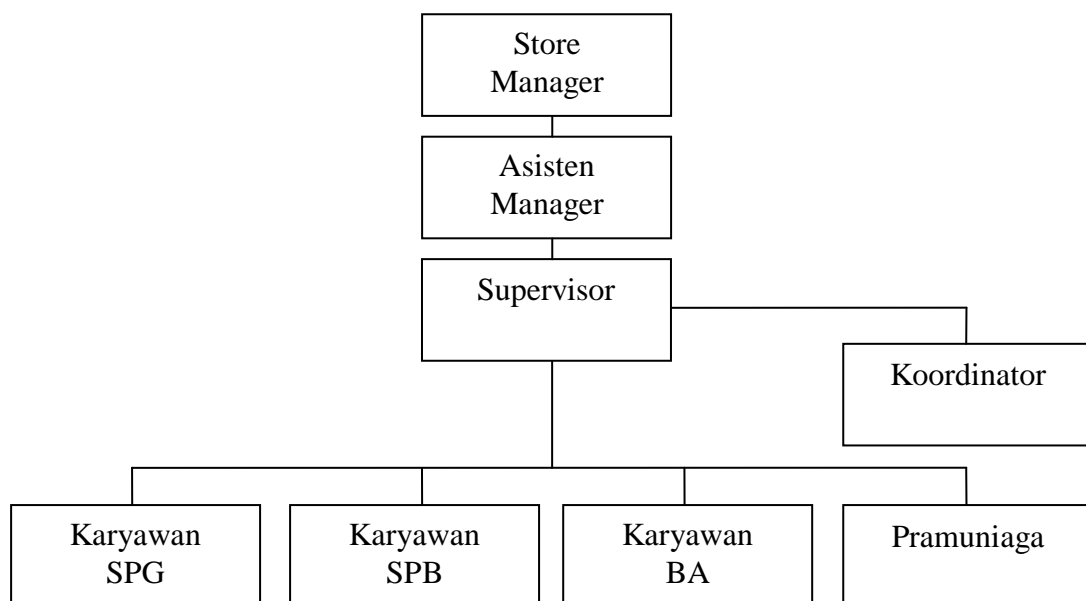 Store
Manager
Asisten
Manager
Supervisor
Koordinator
Karyawan
SPG
Karyawan
SPB
Karyawan
BA
Pramuniaga